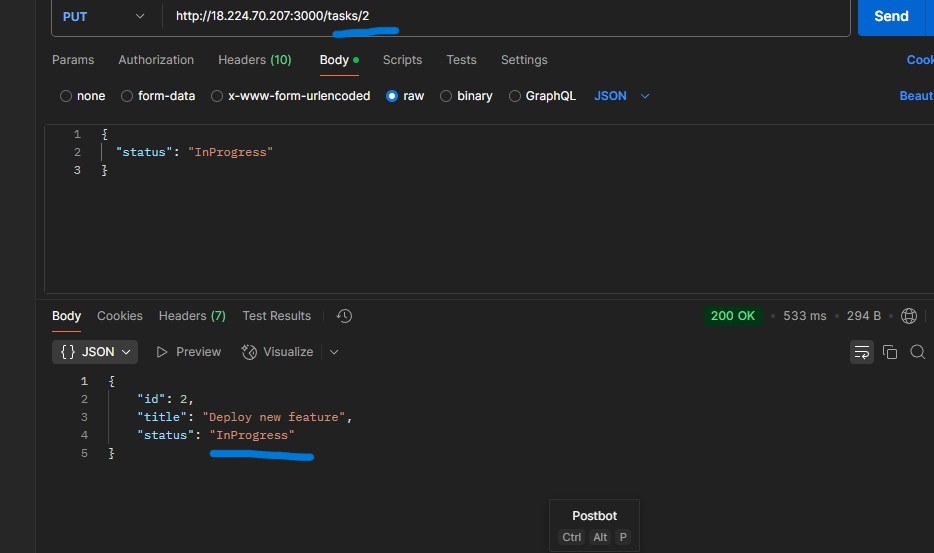 PUT http://18.224.70.207:3000/tasks/2 Send
Params Authorization Headers (10) Body Scripts Tests Settings Cook
none form-data x-www-form-urlencoded raw binary GraphQL JSON Beaut
1 {
2 "status": "InProgress"
3 }
Body Cookies Headers (7) Test Results 200 OK 533 ms 294 B
{} JSON Preview Visualize
1 {
2 "id": 2,
3 "title": "Deploy new feature",
4 "status": "InProgress"
5 }
Postbot
Ctrl Alt P